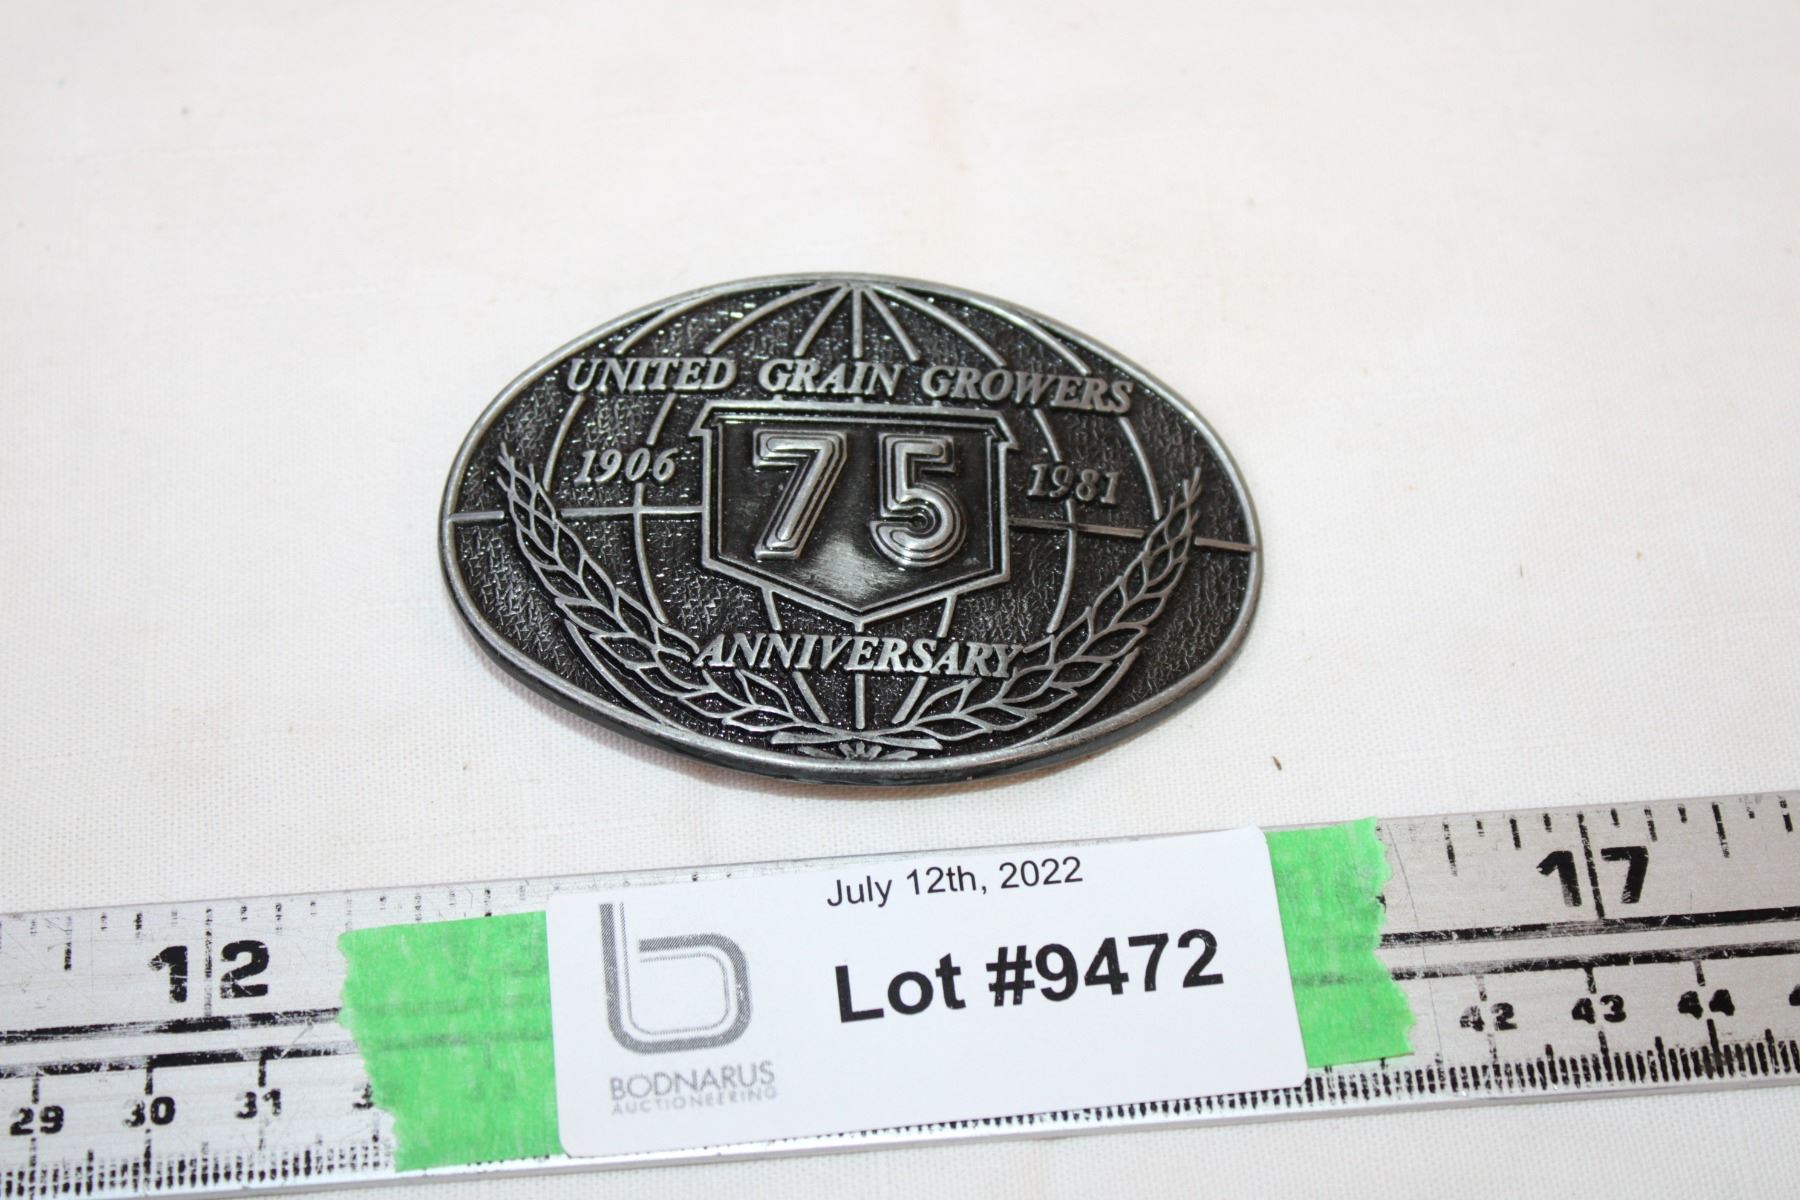 UNITED GRAIN GROWERS
1906 75 1981
ANNIVERSARY
July 12th, 2022
Lot #9472
BODNARUS
AUCTIONEERING
12 17
29 30 31 42 43 44